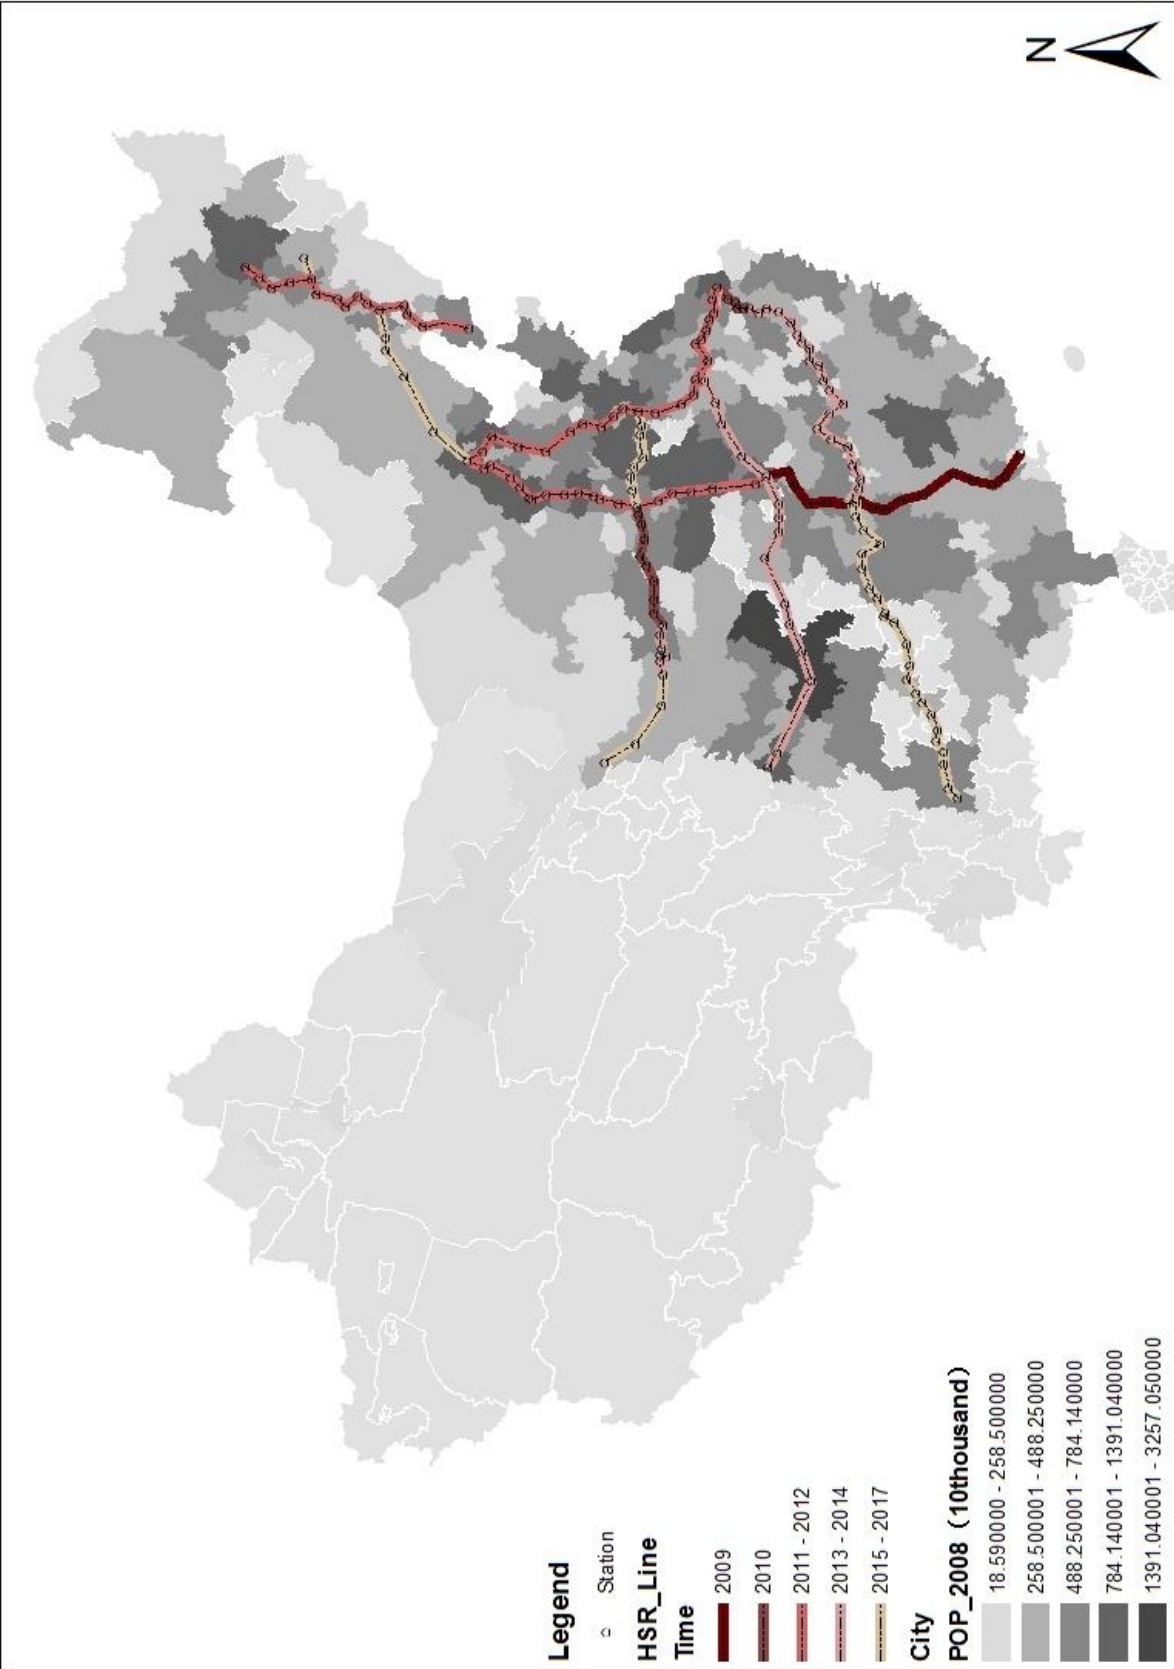 N
Legend
Station
HSR_Line
Time
2009
2010
2011 - 2012
2013 - 2014
2015 - 2017
City
POP_2008 (10thousand)
18.590000 - 258.500000
258.500001 - 488.250000
488.250001 - 784.140000
784.140001 - 1391.040000
1391.040001 - 3257.050000